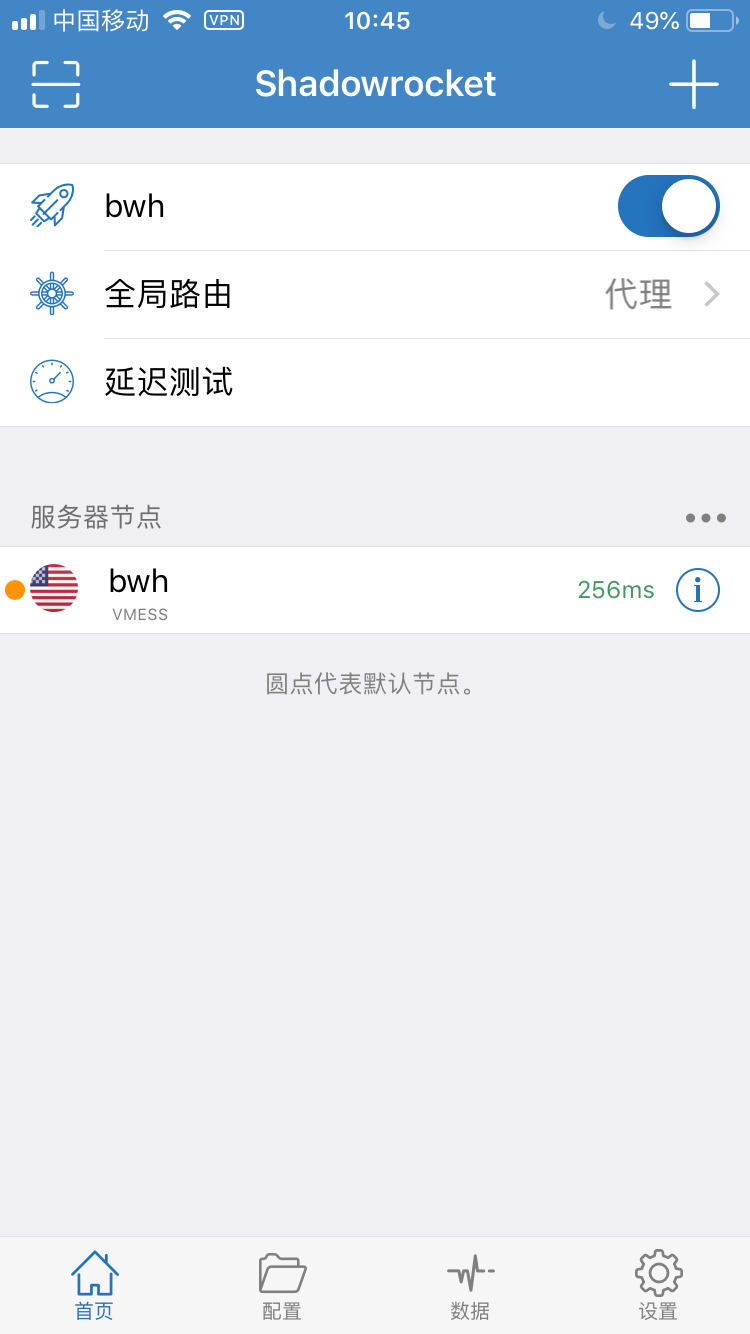 中国移动 VPN 10:45 49%
Shadowrocket
bwh
全局路由 代理
延迟测试
服务器节点
bwh 256ms
VMESS
圆点代表默认节点。
首页 配置 数据 设置